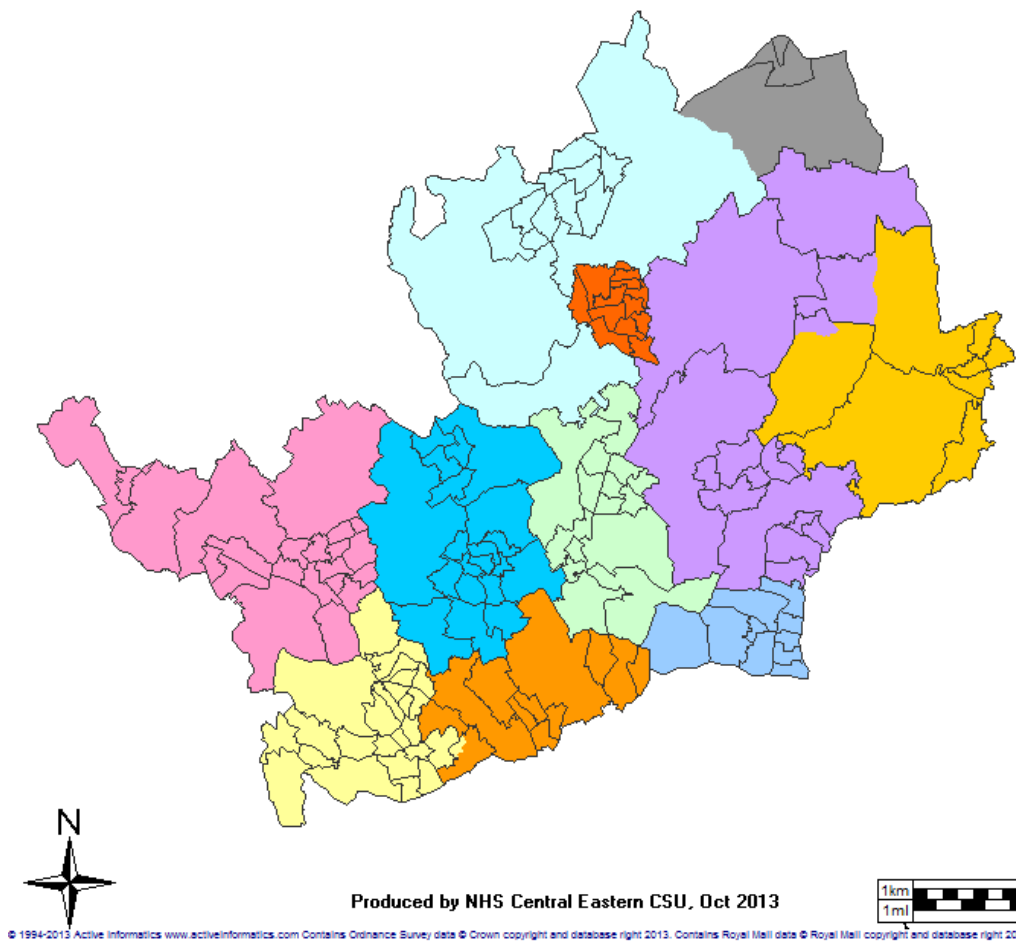 N
Produced by NHS Central Eastern CSU, Oct 2013
1km
1ml
© 1994-2013 Active Informatics www.activeinformatics.com Contains Ordnance Survey data © Crown copyright and database right 2013. Contains Royal Mail data © Royal Mail copyright and database right 20